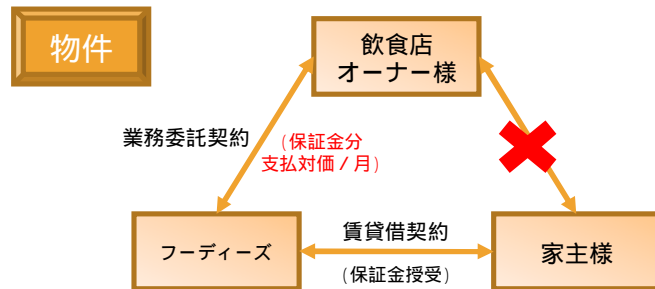 物件
飲食店
オーナー様
業務委託契約
(保証金分
支払対価/月)
フーディーズ
賃貸借契約
(保証金授受)
家主様